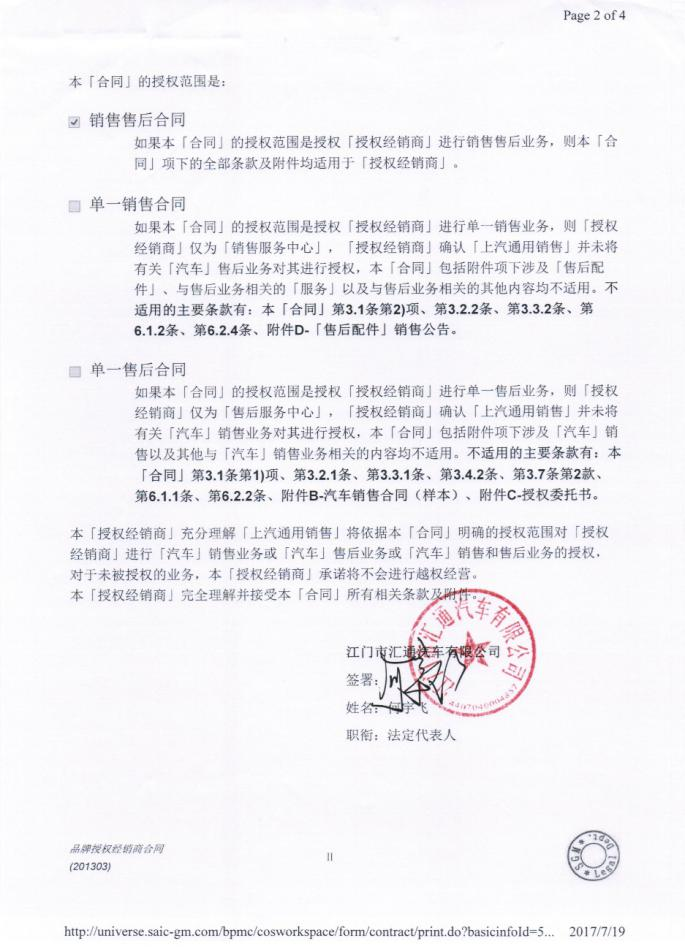 Page 2 of 4
本「合同」的授权范围是：
销售售后合同
如果本「合同」的授权范围是授权「授权经销商」进行销售售后业务，则本「合
同」项下的全部条款及附件均适用于「授权经销商」。
单一销售合同
如果本「合同」的授权范围是授权「授权经销商」进行单一销售业务，则「授权
经销商」仅为「销售服务中心」，「授权经销商」确认「上汽通用销售」并未将
有关「汽车」售后业务对其进行授权，本「合同」包括附件项下涉及「售后配
件」、与售后业务相关的「服务」以及与售后业务相关的其他内容均不适用。不
适用的主要条款有：本「合同」第3.1条第2)项、第3.2.2条、第3.3.2条、第
6.1.2条、第6.2.4条、附件D-「售后配件」销售公告。
单一售后合同
如果本「合同」的授权范围是授权「授权经销商」进行单一售后业务，则「授权
经销商」仅为「售后服务中心」，「授权经销商」确认「上汽通用销售」并未将
有关「汽车」销售业务对其进行授权，本「合同」包括附件项下涉及「汽车」销
售以及其他与「汽车」销售业务相关的内容均不适用。不适用的主要条款有：本
「合同」第3.1条第1)项、第3.2.1条、第3.3.1条、第3.4.2条、第3.7条第2款、
第6.1.1条、第6.2.2条、附件B-汽车销售合同（样本）、附件C-授权委托书。
本「授权经销商」充分理解「上汽通用销售」将依据本「合同」明确的授权范围对「授权
经销商」进行「汽车」销售业务或「汽车」售后业务或「汽车」销售和售后业务的授权，
对于未被授权的业务，本「授权经销商」承诺将不会进行越权经营。
本「授权经销商」完全理解并接受本「合同」所有相关条款及附件。
江门市汇通汽车有限公司
签署：
姓名：何宇飞
职衔：法定代表人
汇通汽车有限公司
品牌授权经销商合同
(201303)
II
SGM * Legal Dept. *
http://universe.saic-gm.com/bpmc/cosworkspace/form/contract/print.do?basicinfoId=5... 2017/7/19